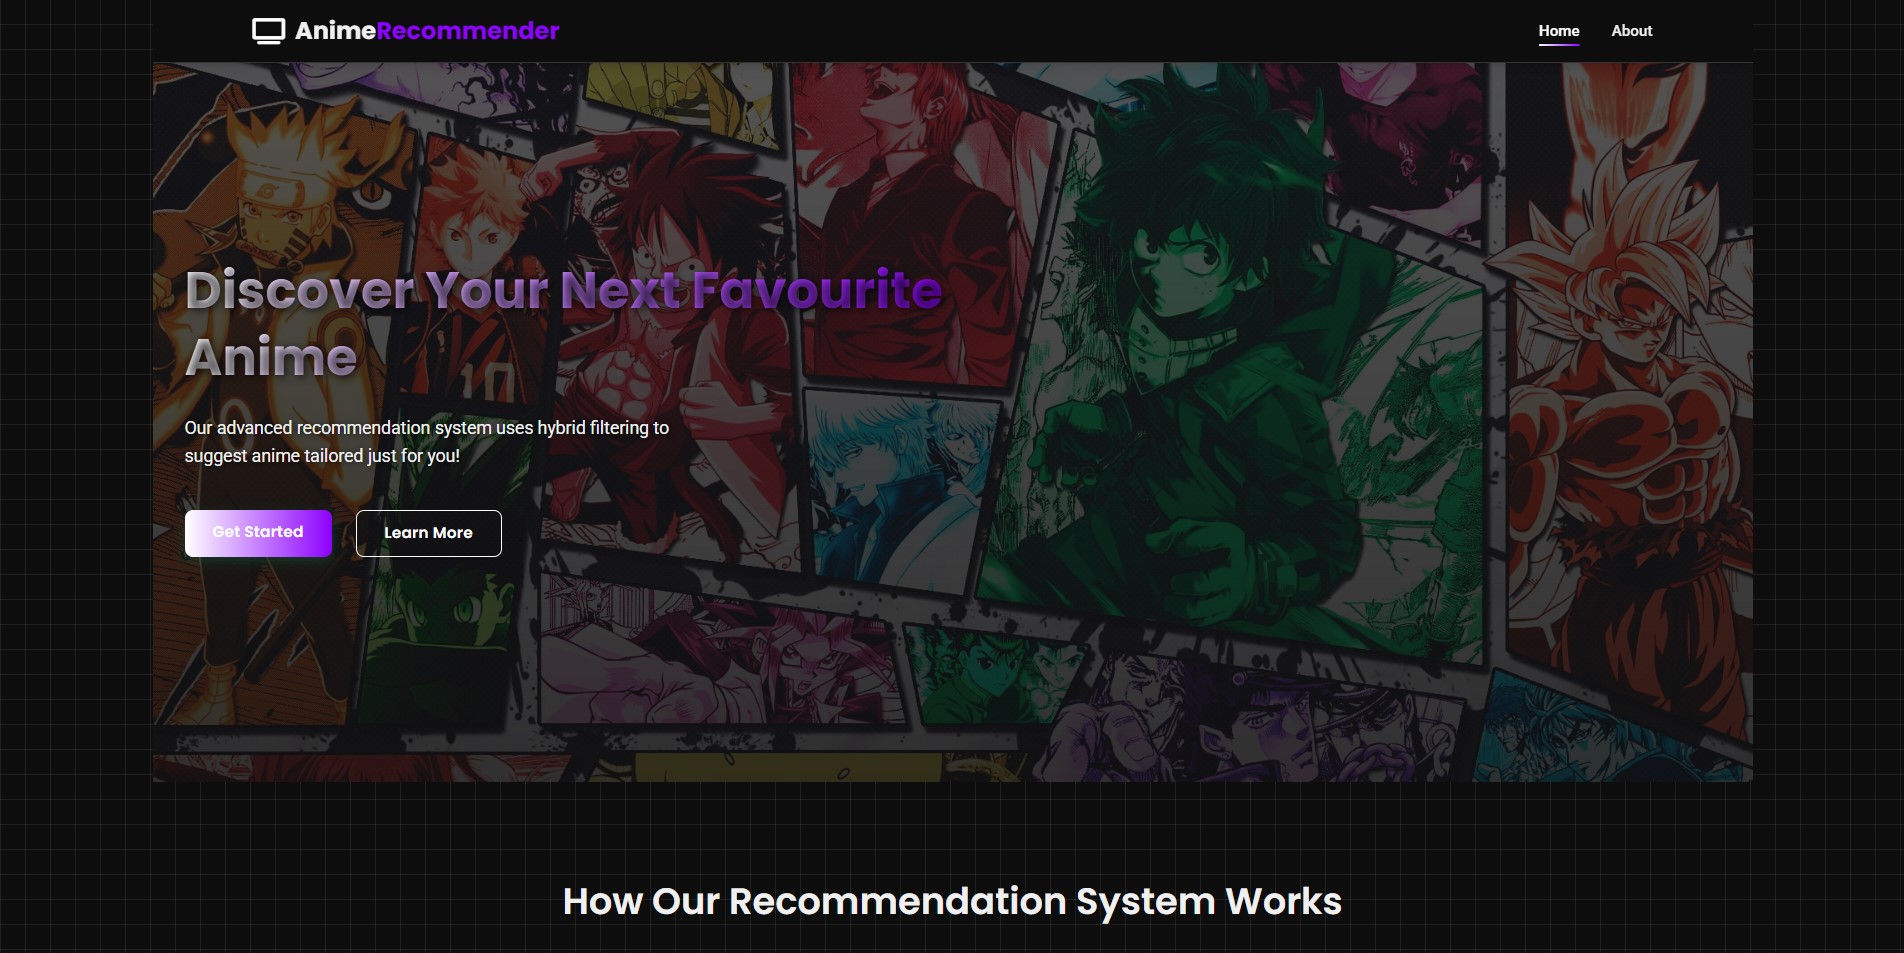 AnimeRecommender
Home
About
Discover Your Next Favourite
Anime
Our advanced recommendation system uses hybrid filtering to
suggest anime tailored just for you!
Get Started
Learn More
10
How Our Recommendation System Works